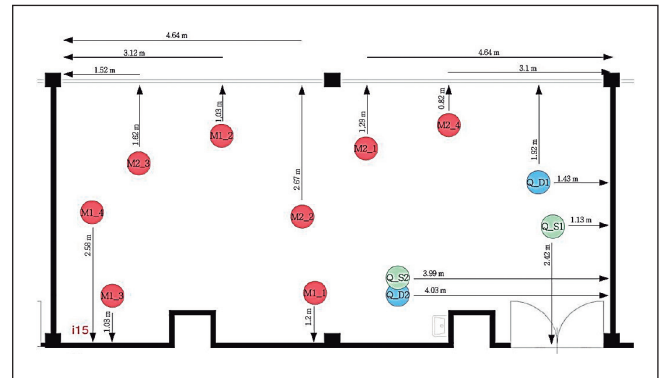 4.64 m
3.12 m
4.64 m
1.52 m
3.1 m
1.62 m
1.03 m
1.29 m
0.82 m
M2_4
M1_2
M2_1
M2_3
1.92 m
2.67 m
Q_D1
1.43 m
M1_4
M2_2
Q_S1
1.13 m
2.58 m
2.42 m
Q_S2
3.99 m
M1_3
M1_1
Q_D2
4.03 m
i15
1.03 m
1.2 m